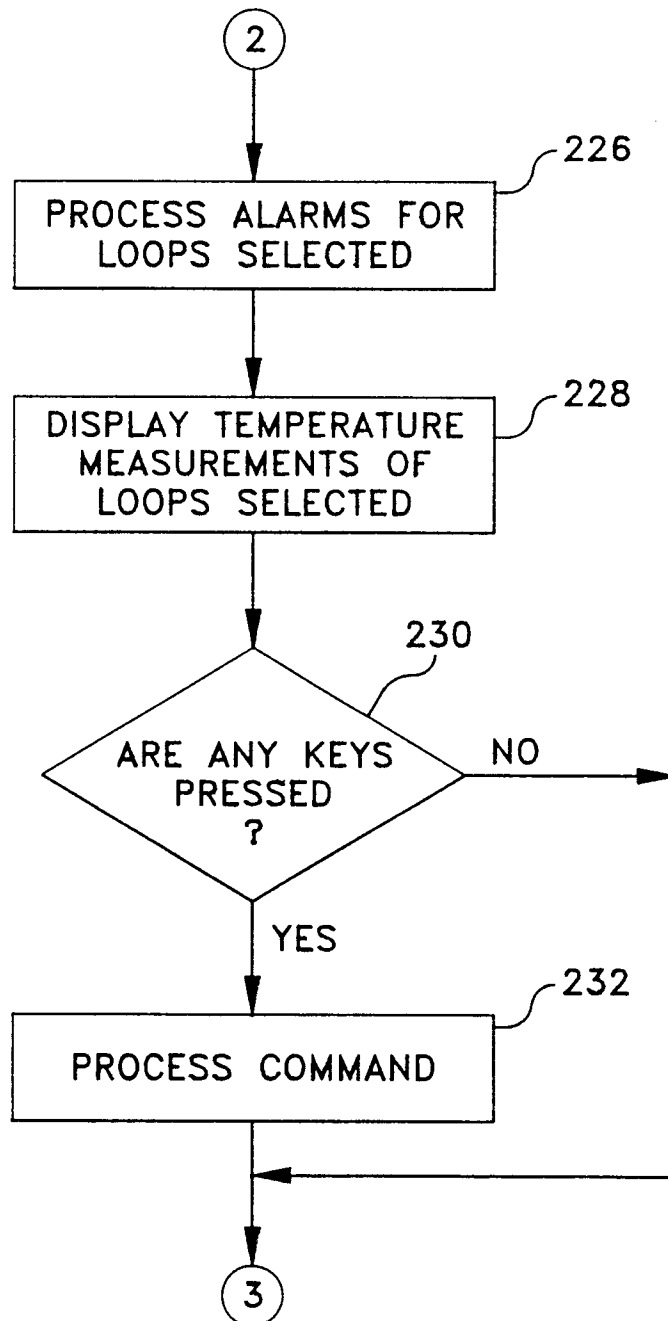 2
226
PROCESS ALARMS FOR
LOOPS SELECTED
228
DISPLAY TEMPERATURE
MEASUREMENTS OF
LOOPS SELECTED
230
ARE ANY KEYS
PRESSED
?
NO
YES
232
PROCESS COMMAND
3